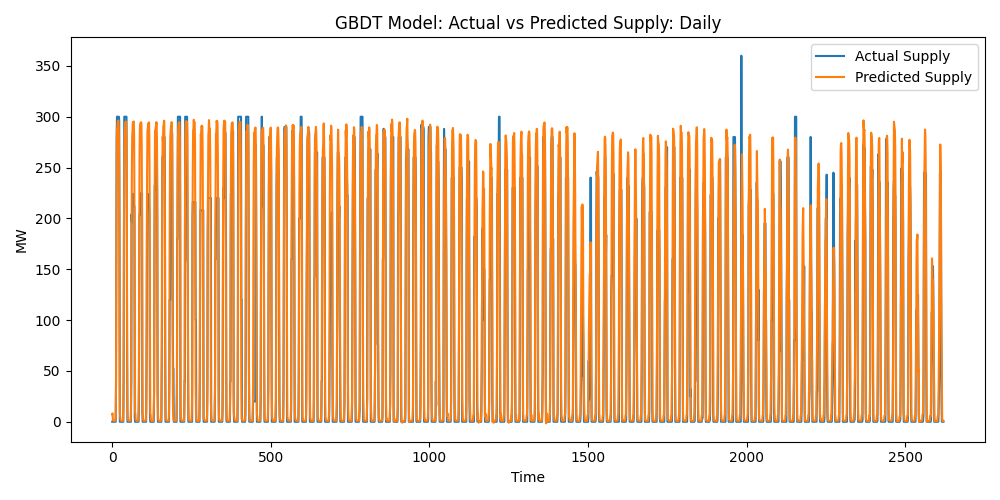 GBDT Model: Actual vs Predicted Supply: Daily
Actual Supply
Predicted Supply
MW
350
300
250
200
150
100
50
0
0 500 1000 1500 2000 2500
Time